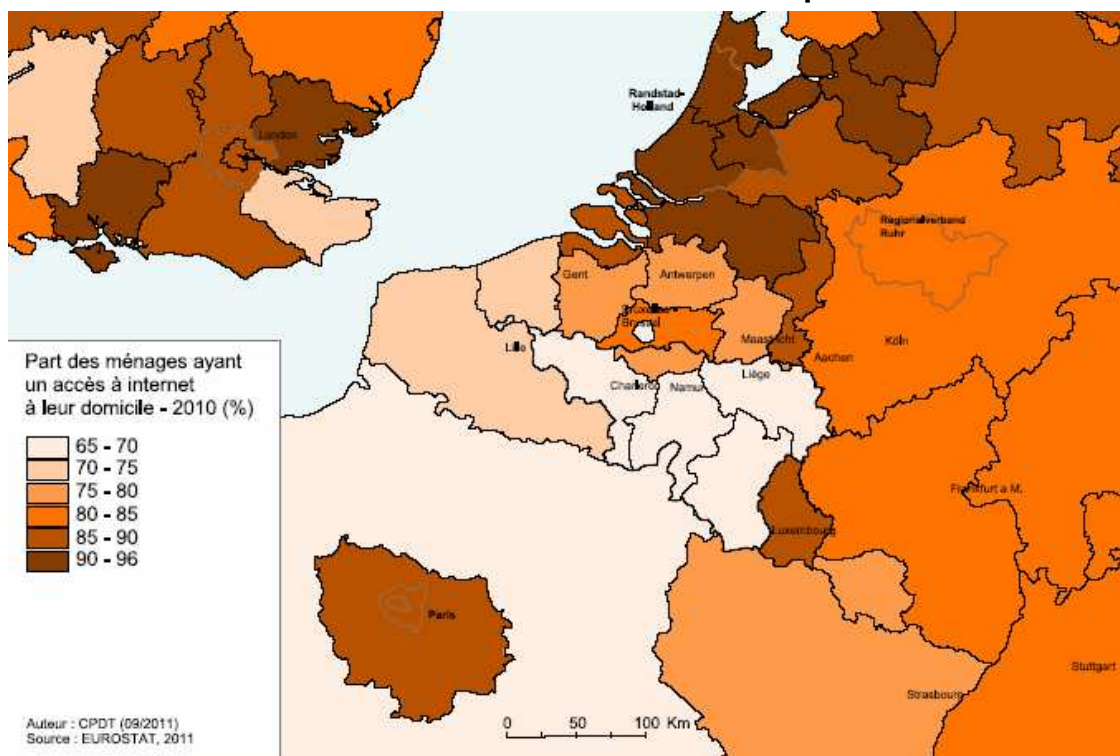 Randstad-
Holland
London
Regionalverband
Ruhr
Gent
Antwerpen
Bruxelles -
Brussel
Lille
Maastricht
Aachen
Köln
Charleroi
Namur
Liège
Part des ménages ayant
un accès à internet
à leur domicile - 2010 (%)
65 - 70
70 - 75
75 - 80
80 - 85
85 - 90
90 - 96
Frankfurt a M.
Luxembourg
Paris
Stuttgart
Strasbourg
Auteur : CPDT (09/2011)
Source : EUROSTAT, 2011
0 50 100 Km